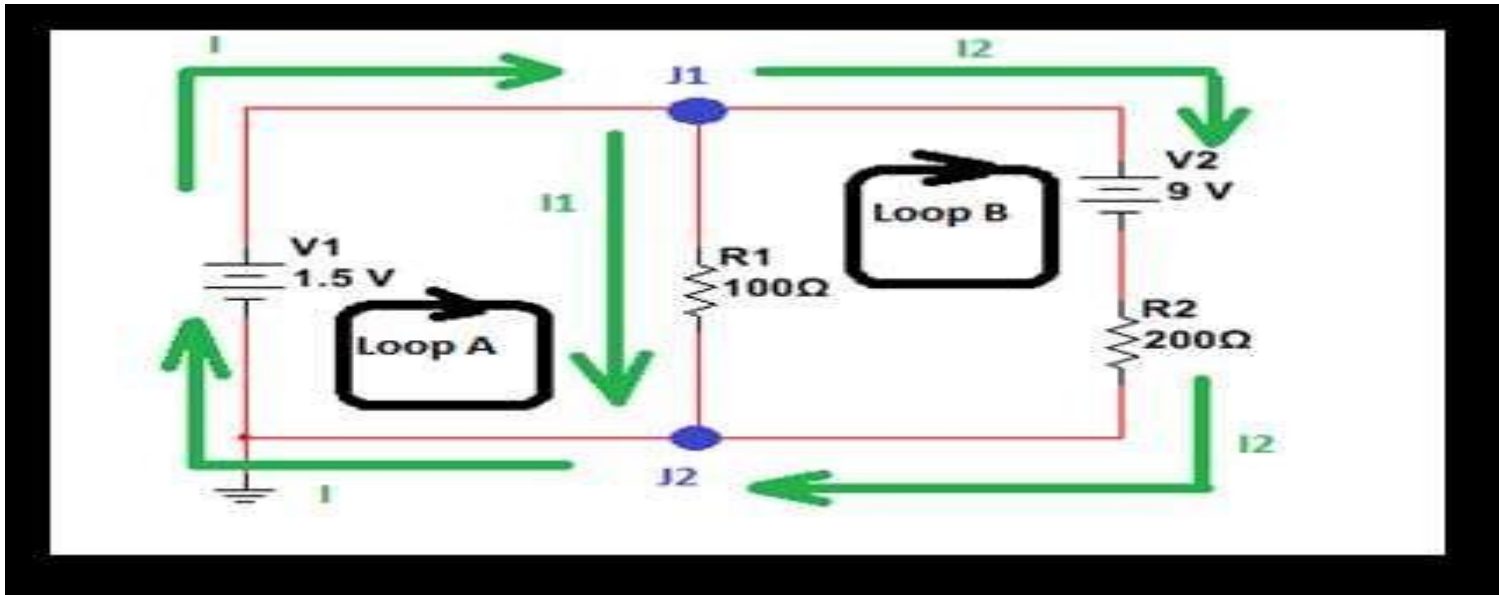 I
I2
J1
V2
9 V
I1
Loop B
V1
1.5 V
R1
100Ω
R2
200Ω
Loop A
I2
J2
I